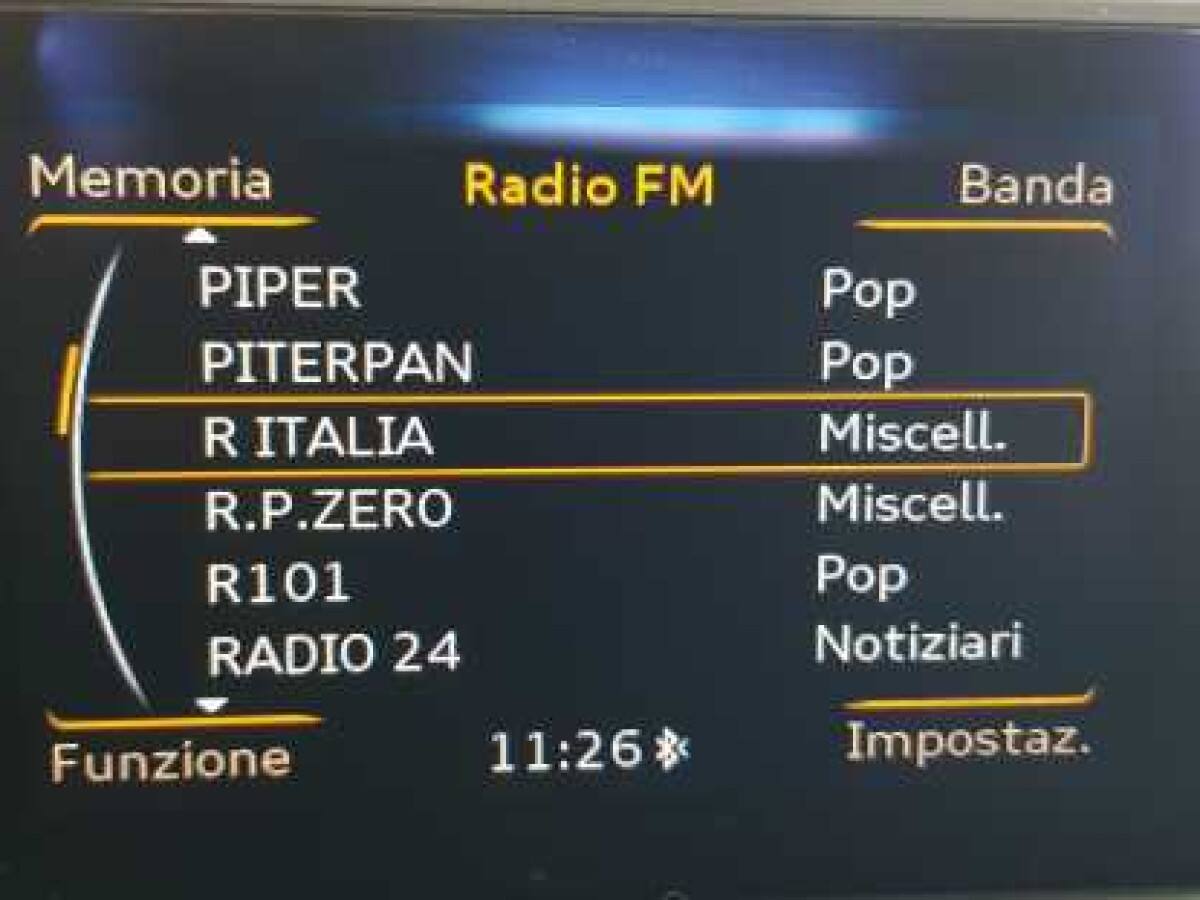 Memoria Radio FM Banda
PIPER Pop
PITERPAN Pop
R ITALIA Miscell.
R.P.ZERO Miscell.
R101 Pop
RADIO 24 Notiziari
Funzione 11:26 Impostaz.